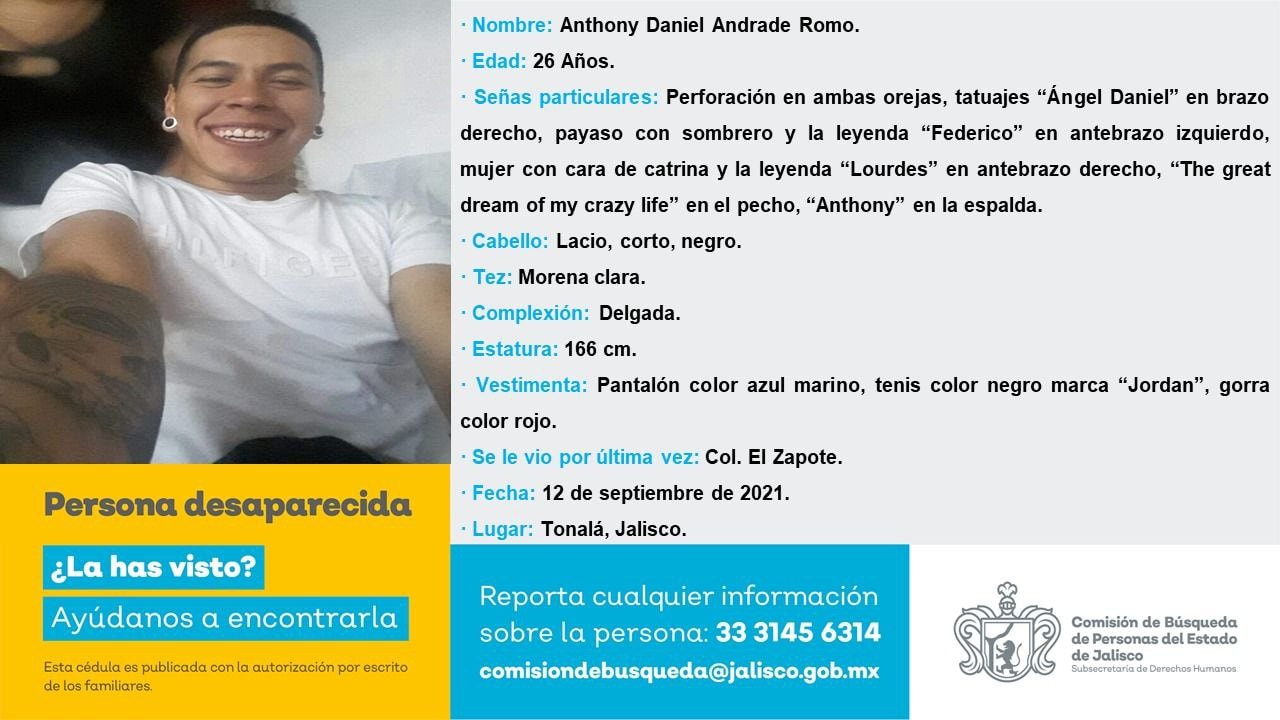 · Nombre: Anthony Daniel Andrade Romo.
· Edad: 26 Años.
· Señas particulares: Perforación en ambas orejas, tatuajes “Ángel Daniel” en brazo
derecho, payaso con sombrero y la leyenda “Federico” en antebrazo izquierdo,
mujer con cara de catrina y la leyenda “Lourdes” en antebrazo derecho, “The great
dream of my crazy life” en el pecho, “Anthony” en la espalda.
· Cabello: Lacio, corto, negro.
· Tez: Morena clara.
· Complexión: Delgada.
· Estatura: 166 cm.
· Vestimenta: Pantalón color azul marino, tenis color negro marca “Jordan”, gorra
color rojo.
· Se le vio por última vez: Col. El Zapote.
· Fecha: 12 de septiembre de 2021.
· Lugar: Tonalá, Jalisco.
HILFIGER
Persona desaparecida
¿La has visto?
Ayúdanos a encontrarla
Esta cédula es publicada con la autorización por escrito
de los familiares.
Reporta cualquier información
sobre la persona: 33 3145 6314
comisiondebusqueda@jalisco.gob.mx
Comisión de Búsqueda
de Personas del Estado
de Jalisco
Subsecretaría de Derechos Humanos